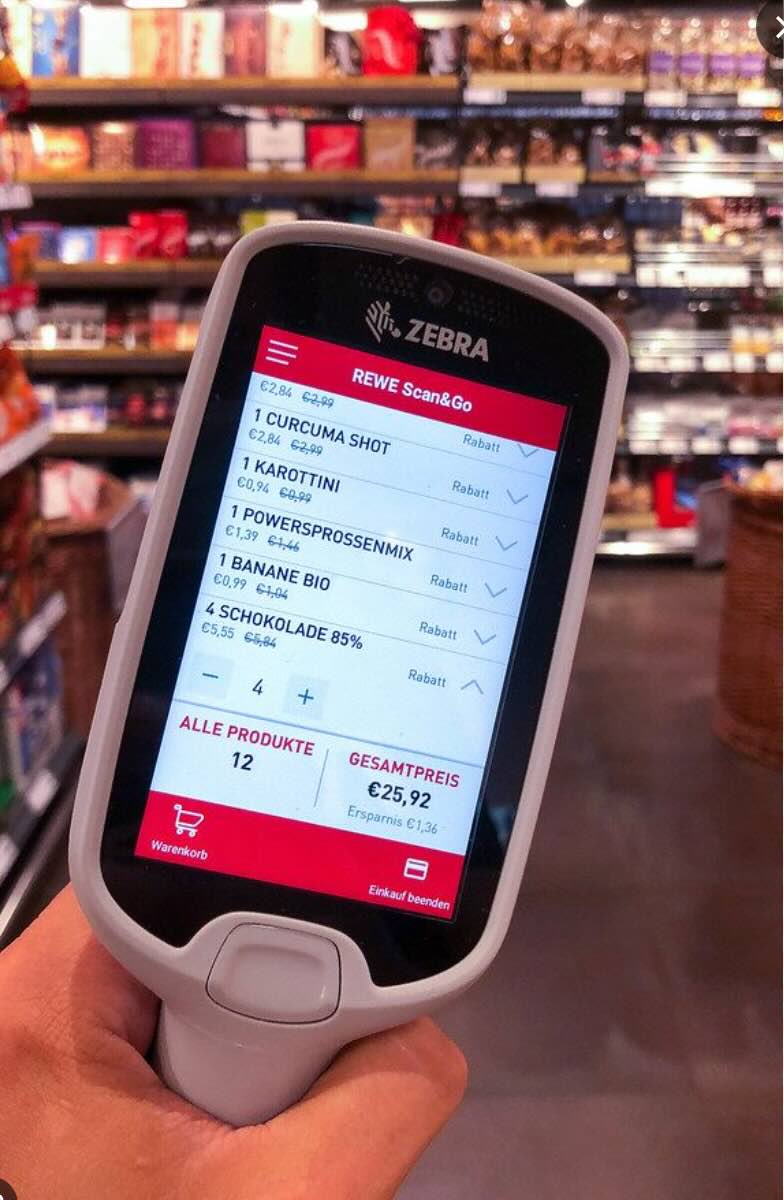 ZEBRA
REWE Scan&Go
€2,84 €2,99
Rabatt
1 CURCUMA SHOT
€2,84 €2,99
Rabatt
1 KAROTTINI
€0,94 €0,99
Rabatt
1 POWERSPROSSENMIX
€1,39 €1,46
Rabatt
1 BANANE BIO
€0,99 €1,04
Rabatt
4 SCHOKOLADE 85%
€5,55 €5,84
Rabatt
− 4 +
ALLE PRODUKTE
12
GESAMTPREIS
€25,92
Ersparnis €1,36
Warenkorb
Einkauf beenden